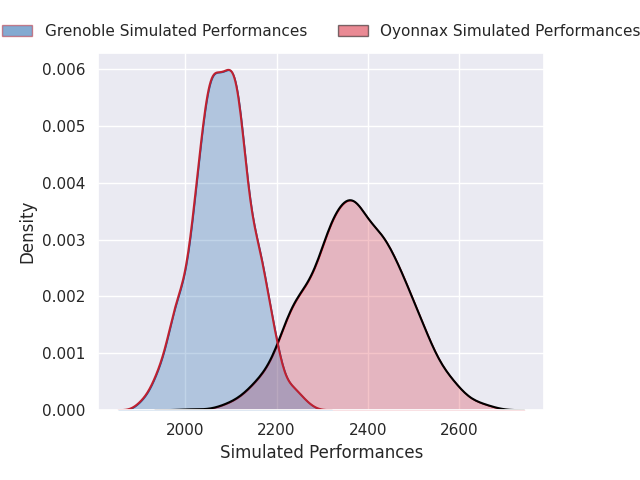 Grenoble Simulated Performances
Oyonnax Simulated Performances
0.006
0.005
0.004
0.003
0.002
0.001
0.000
Density
2000
2200
2400
2600
Simulated Performances